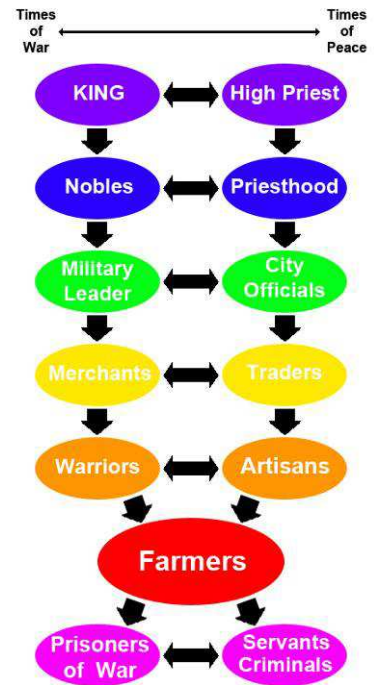 Times
of
War
Times
of
Peace
KING
High Priest
Nobles
Priesthood
Military
Leader
City
Officials
Merchants
Traders
Warriors
Artisans
Farmers
Prisoners
of War
Servants
Criminals